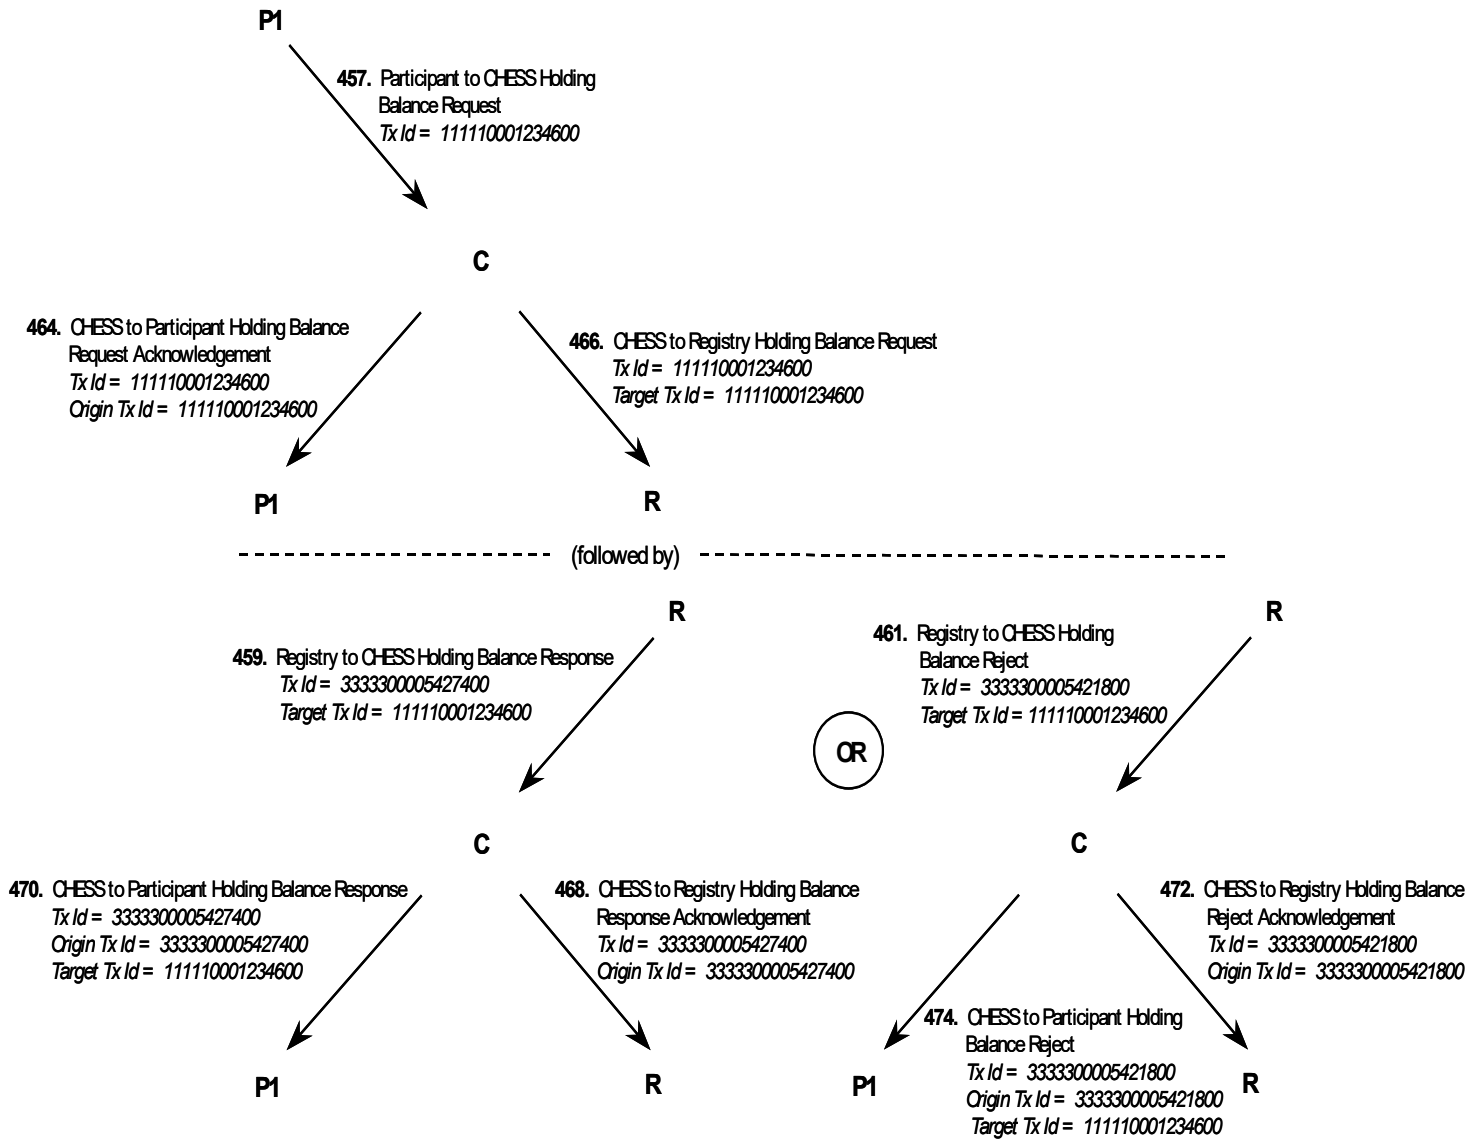 P1
457. Participant to CHESS Holding
Balance Request
Tx Id = 111110001234600
C
464. CHESS to Participant Holding Balance
Request Acknowledgement
Tx Id = 111110001234600
Origin Tx Id = 111110001234600
466. CHESS to Registry Holding Balance Request
Tx Id = 111110001234600
Target Tx Id = 111110001234600
P1
R
(followed by)
R
459. Registry to CHESS Holding Balance Response
Tx Id = 3333300005427400
Target Tx Id = 111110001234600
OR
R
461. Registry to CHESS Holding
Balance Reject
Tx Id = 3333300005421800
Target Tx Id = 111110001234600
C
470. CHESS to Participant Holding Balance Response
Tx Id = 3333300005427400
Origin Tx Id = 3333300005427400
Target Tx Id = 111110001234600
468. CHESS to Registry Holding Balance
Response Acknowledgement
Tx Id = 3333300005427400
Origin Tx Id = 3333300005427400
P1
R
C
472. CHESS to Registry Holding Balance
Reject Acknowledgement
Tx Id = 3333300005421800
Origin Tx Id = 3333300005421800
474. CHESS to Participant Holding
Balance Reject
Tx Id = 3333300005421800
Origin Tx Id = 3333300005421800
Target Tx Id = 111110001234600
P1
R